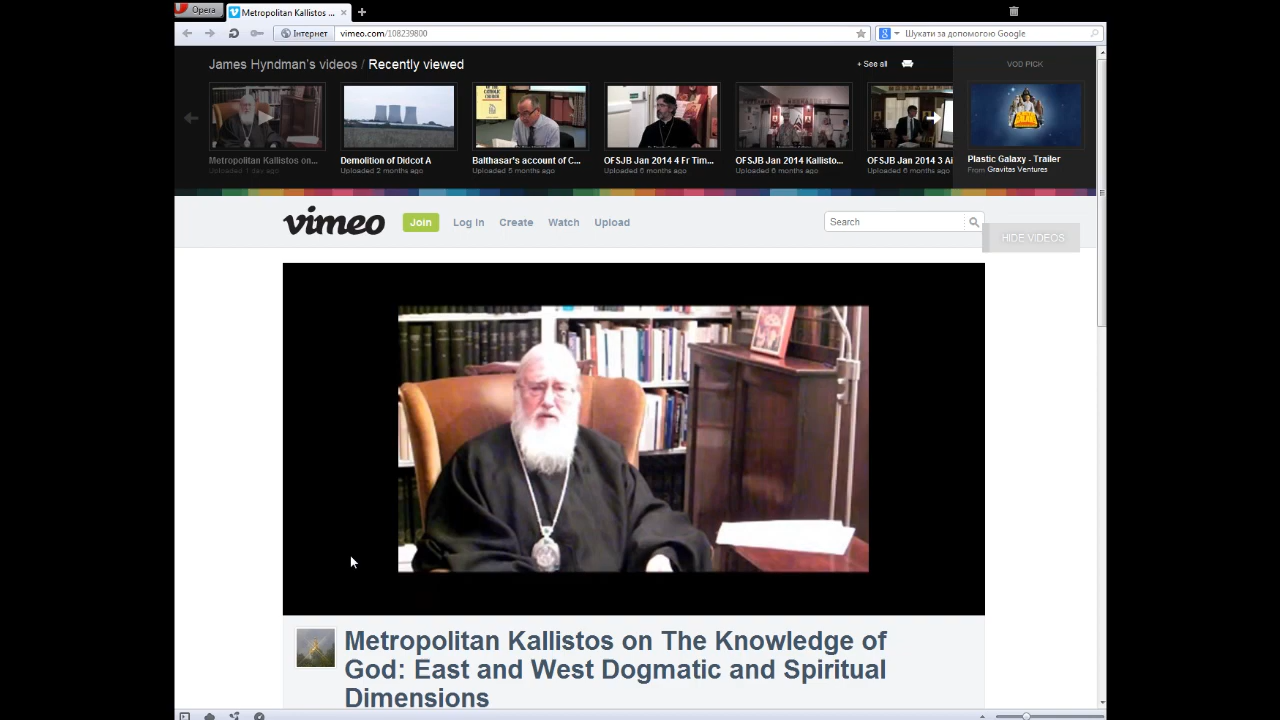 Opera
Metropolitan Kallistos ...
Інтернет
vimeo.com/108239800
Шукати за допомогою Google
James Hyndman's videos / Recently viewed
+ See all
VOD PICK
Metropolitan Kallistos on...
Uploaded 1 day ago
Demolition of Didcot A
Uploaded 2 months ago
Balthasar's account of C...
Uploaded 5 months ago
OFSJB Jan 2014 4 Fr Tim...
Uploaded 6 months ago
OFSJB Jan 2014 Kallisto...
Uploaded 6 months ago
OFSJB Jan 2014 3 Ai
Uploaded 6 months ago
Plastic Galaxy - Trailer
From Gravitas Ventures
vimeo
Join
Log In
Create
Watch
Upload
Search
HIDE VIDEOS
Metropolitan Kallistos on The Knowledge of
God: East and West Dogmatic and Spiritual
Dimensions